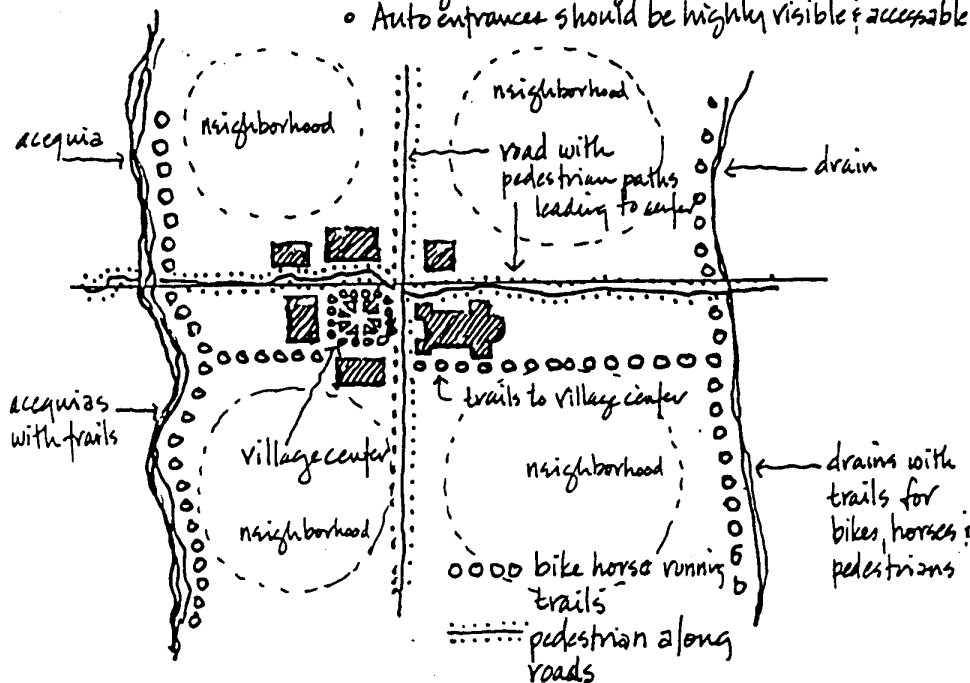 • Auto entrances should be highly visible & accessable
neighborhood
neighborhood
acequia
road with
pedestrian paths
leading to center
drain
trails to village center
acequias
with trails
village center
neighborhood
neighborhood
drains with
trails for
bikes, horses &
pedestrians
bike horse running
trails
pedestrian along
roads